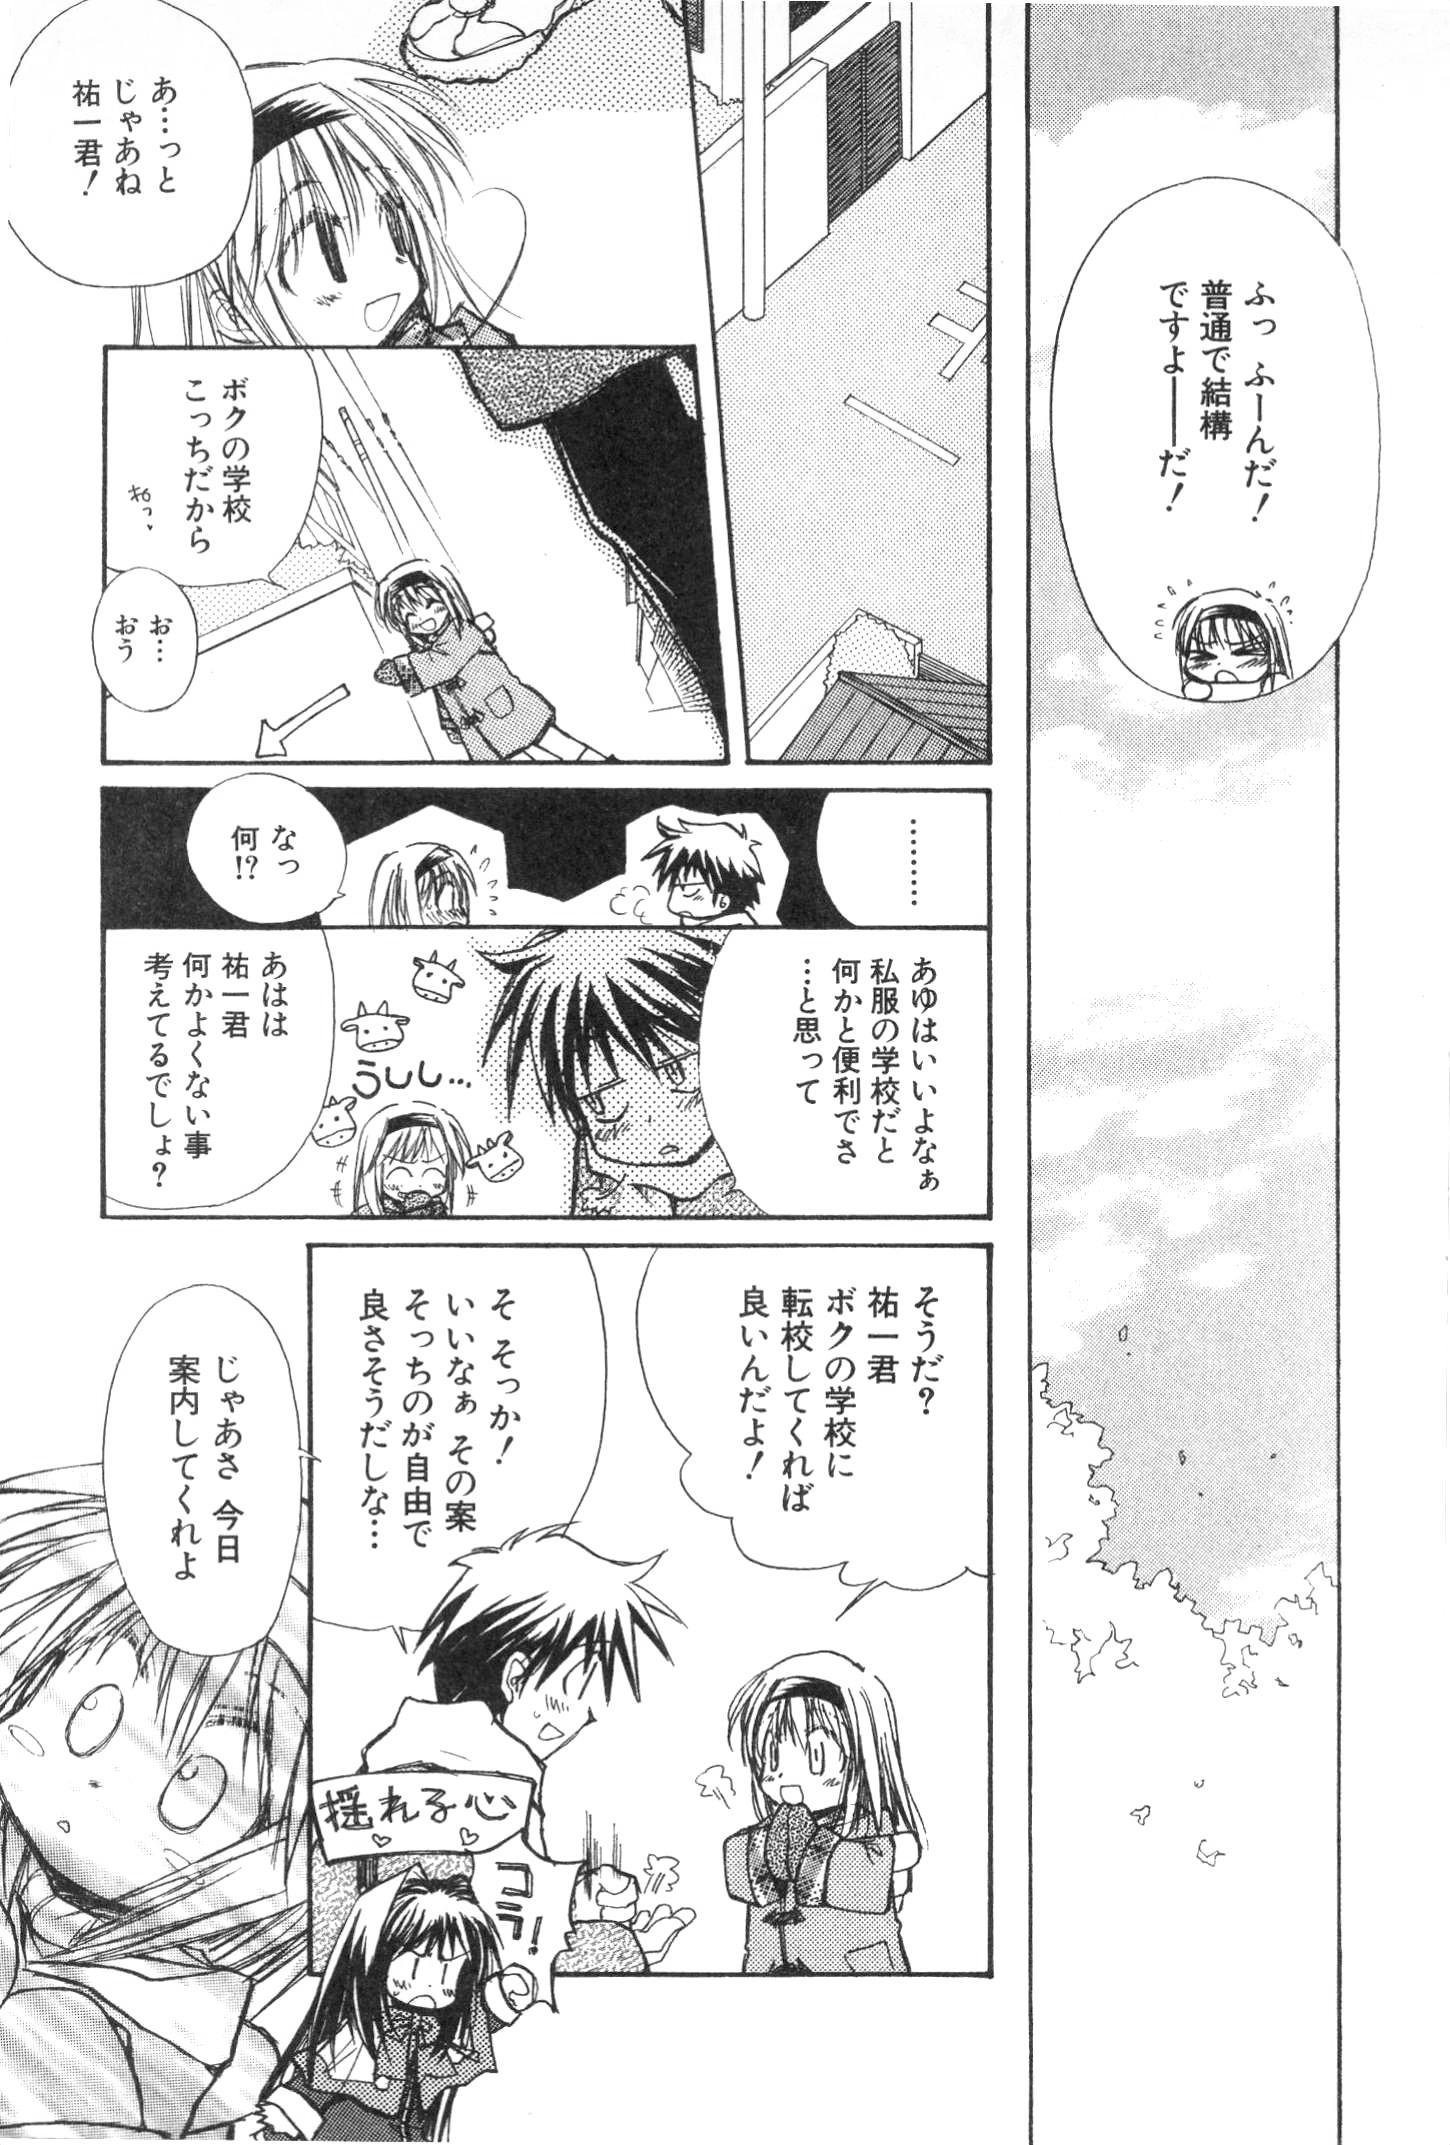 ふっ ふーんだ!
普通で結構
ですよ――だ!
あ…っと
じゃあね
祐一君!
ボクの学校
こっちだから
ねっ
お…
おう
………
なっ
何!?
あゆはいいよなぁ
私服の学校だと
何かと便利でさ
…と思って
うしし…
あはは
祐一君
何かよくない事
考えてるでしょ?
そうだ?
祐一君
ボクの学校に
転校してくれば
良いんだよ!
そ そっか!
いいなぁ その案
そっちのが自由で
良さそうだしな…
揺れる心
コラ!
じゃあさ 今日
案内してくれよ